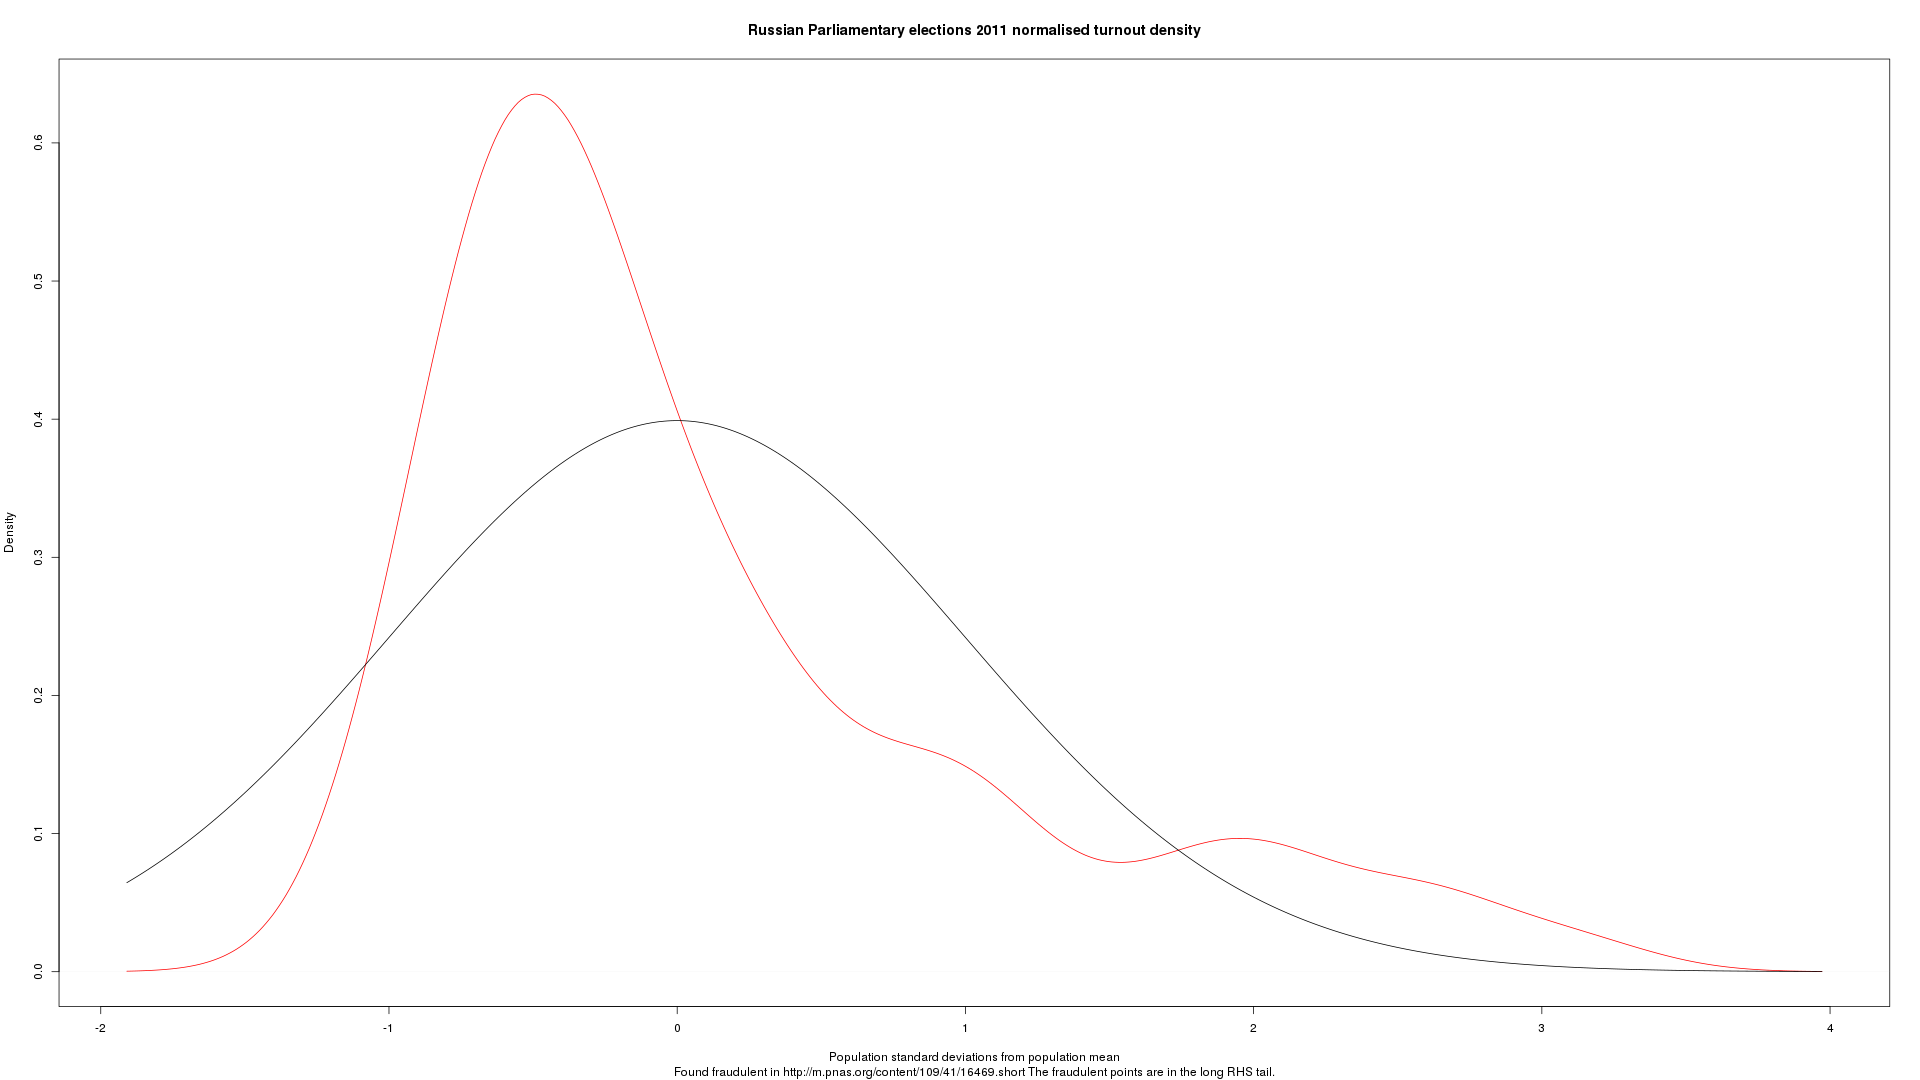 Russian Parliamentary elections 2011 normalised turnout density
Density
0.6
0.5
0.4
0.3
0.2
0.1
0.0
-2 -1 0 1 2 3 4
Population standard deviations from population mean
Found fraudulent in http://m.pnas.org/content/109/41/16469.short The fraudulent points are in the long RHS tail.